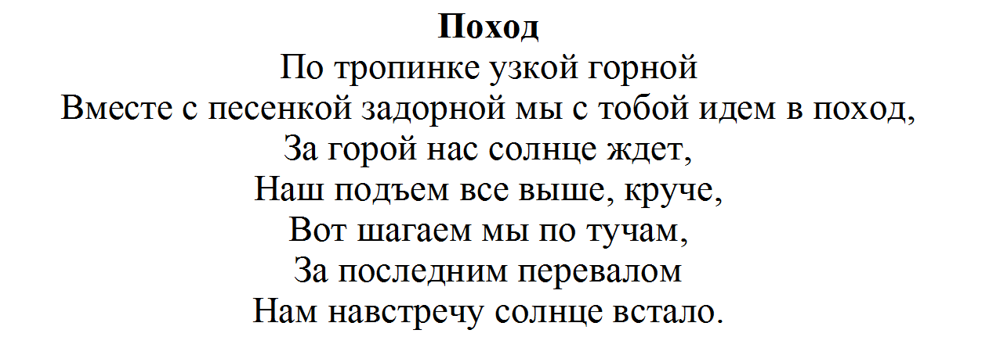 Поход
По тропинке узкой горной
Вместе с песенкой задорной мы с тобой идем в поход,
За горой нас солнце ждет,
Наш подъем все выше, круче,
Вот шагаем мы по тучам,
За последним перевалом
Нам навстречу солнце встало.